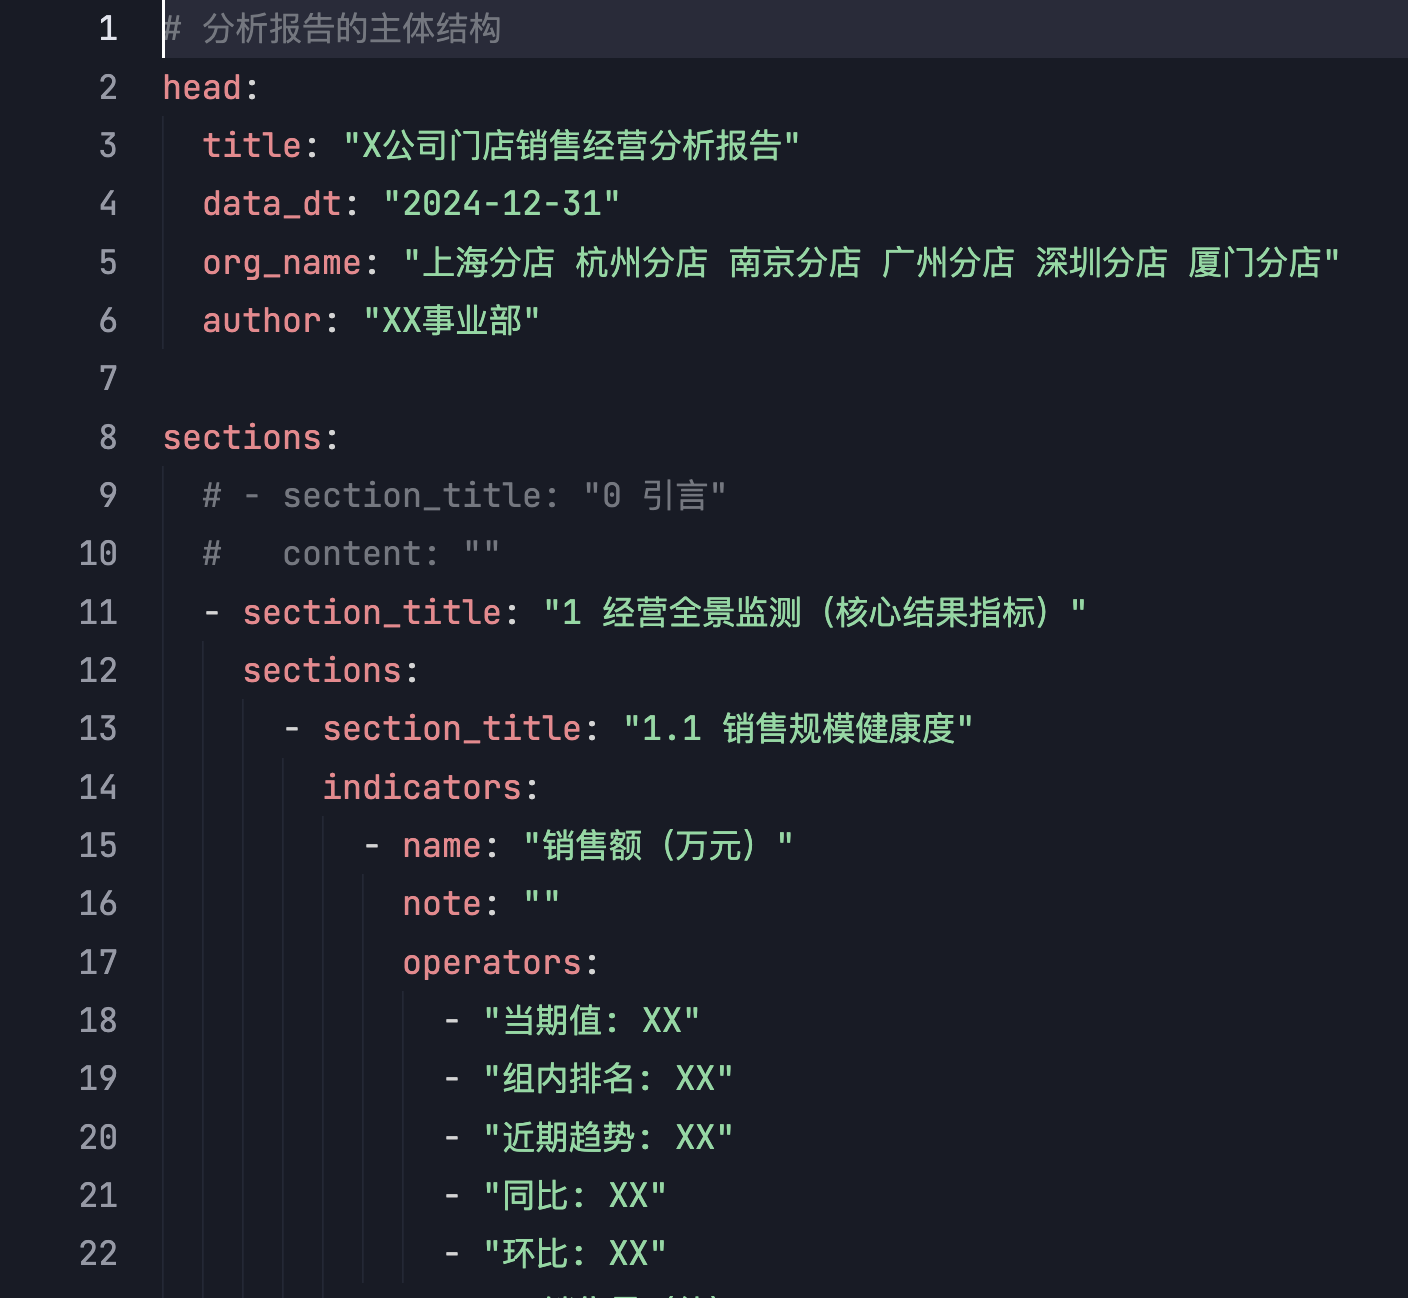 1 # 分析报告的主体结构
2 head:
3 title: "X公司门店销售经营分析报告"
4 data_dt: "2024-12-31"
5 org_name: "上海分店 杭州分店 南京分店 广州分店 深圳分店 厦门分店"
6 author: "XX事业部"
7
8 sections:
9 # - section_title: "0 引言"
10 #   content: ""
11 - section_title: "1 经营全景监测（核心结果指标）"
12 sections:
13 - section_title: "1.1 销售规模健康度"
14 indicators:
15 - name: "销售额（万元）"
16 note: ""
17 operators:
18 - "当期值: XX"
19 - "组内排名: XX"
20 - "近期趋势: XX"
21 - "同比: XX"
22 - "环比: XX"